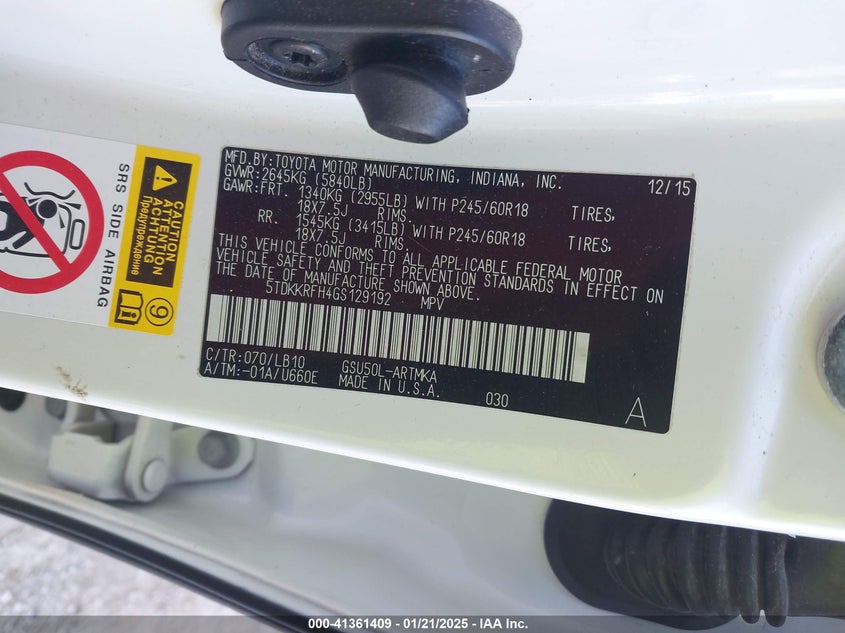 MFD.BY:TOYOTA MOTOR MANUFACTURING, INDIANA, INC. 12/15
GVWR:2645KG (5840LB)
GAWR:FRT. 1340KG (2955LB) WITH P245/60R18 TIRES,
18X7.5J RIMS.
RR. 1545KG (3415LB) WITH P245/60R18 TIRES,
18X7.5J RIMS.
THIS VEHICLE CONFORMS TO ALL APPLICABLE FEDERAL MOTOR
VEHICLE SAFETY AND THEFT PREVENTION STANDARDS IN EFFECT ON
THE DATE OF MANUFACTURE SHOWN ABOVE.
5TDKKRFH4GS129192 MPV
C/TR:070/LB10 GSU50L-ARTMKA
A/TM:-01A/U660E MADE IN U.S.A. 030
A
SRS SIDE AIRBAG
CAUTION
ATTENTION
ACHTUNG
Предупреждение
9
000-41361409 - 01/21/2025 - IAA Inc.